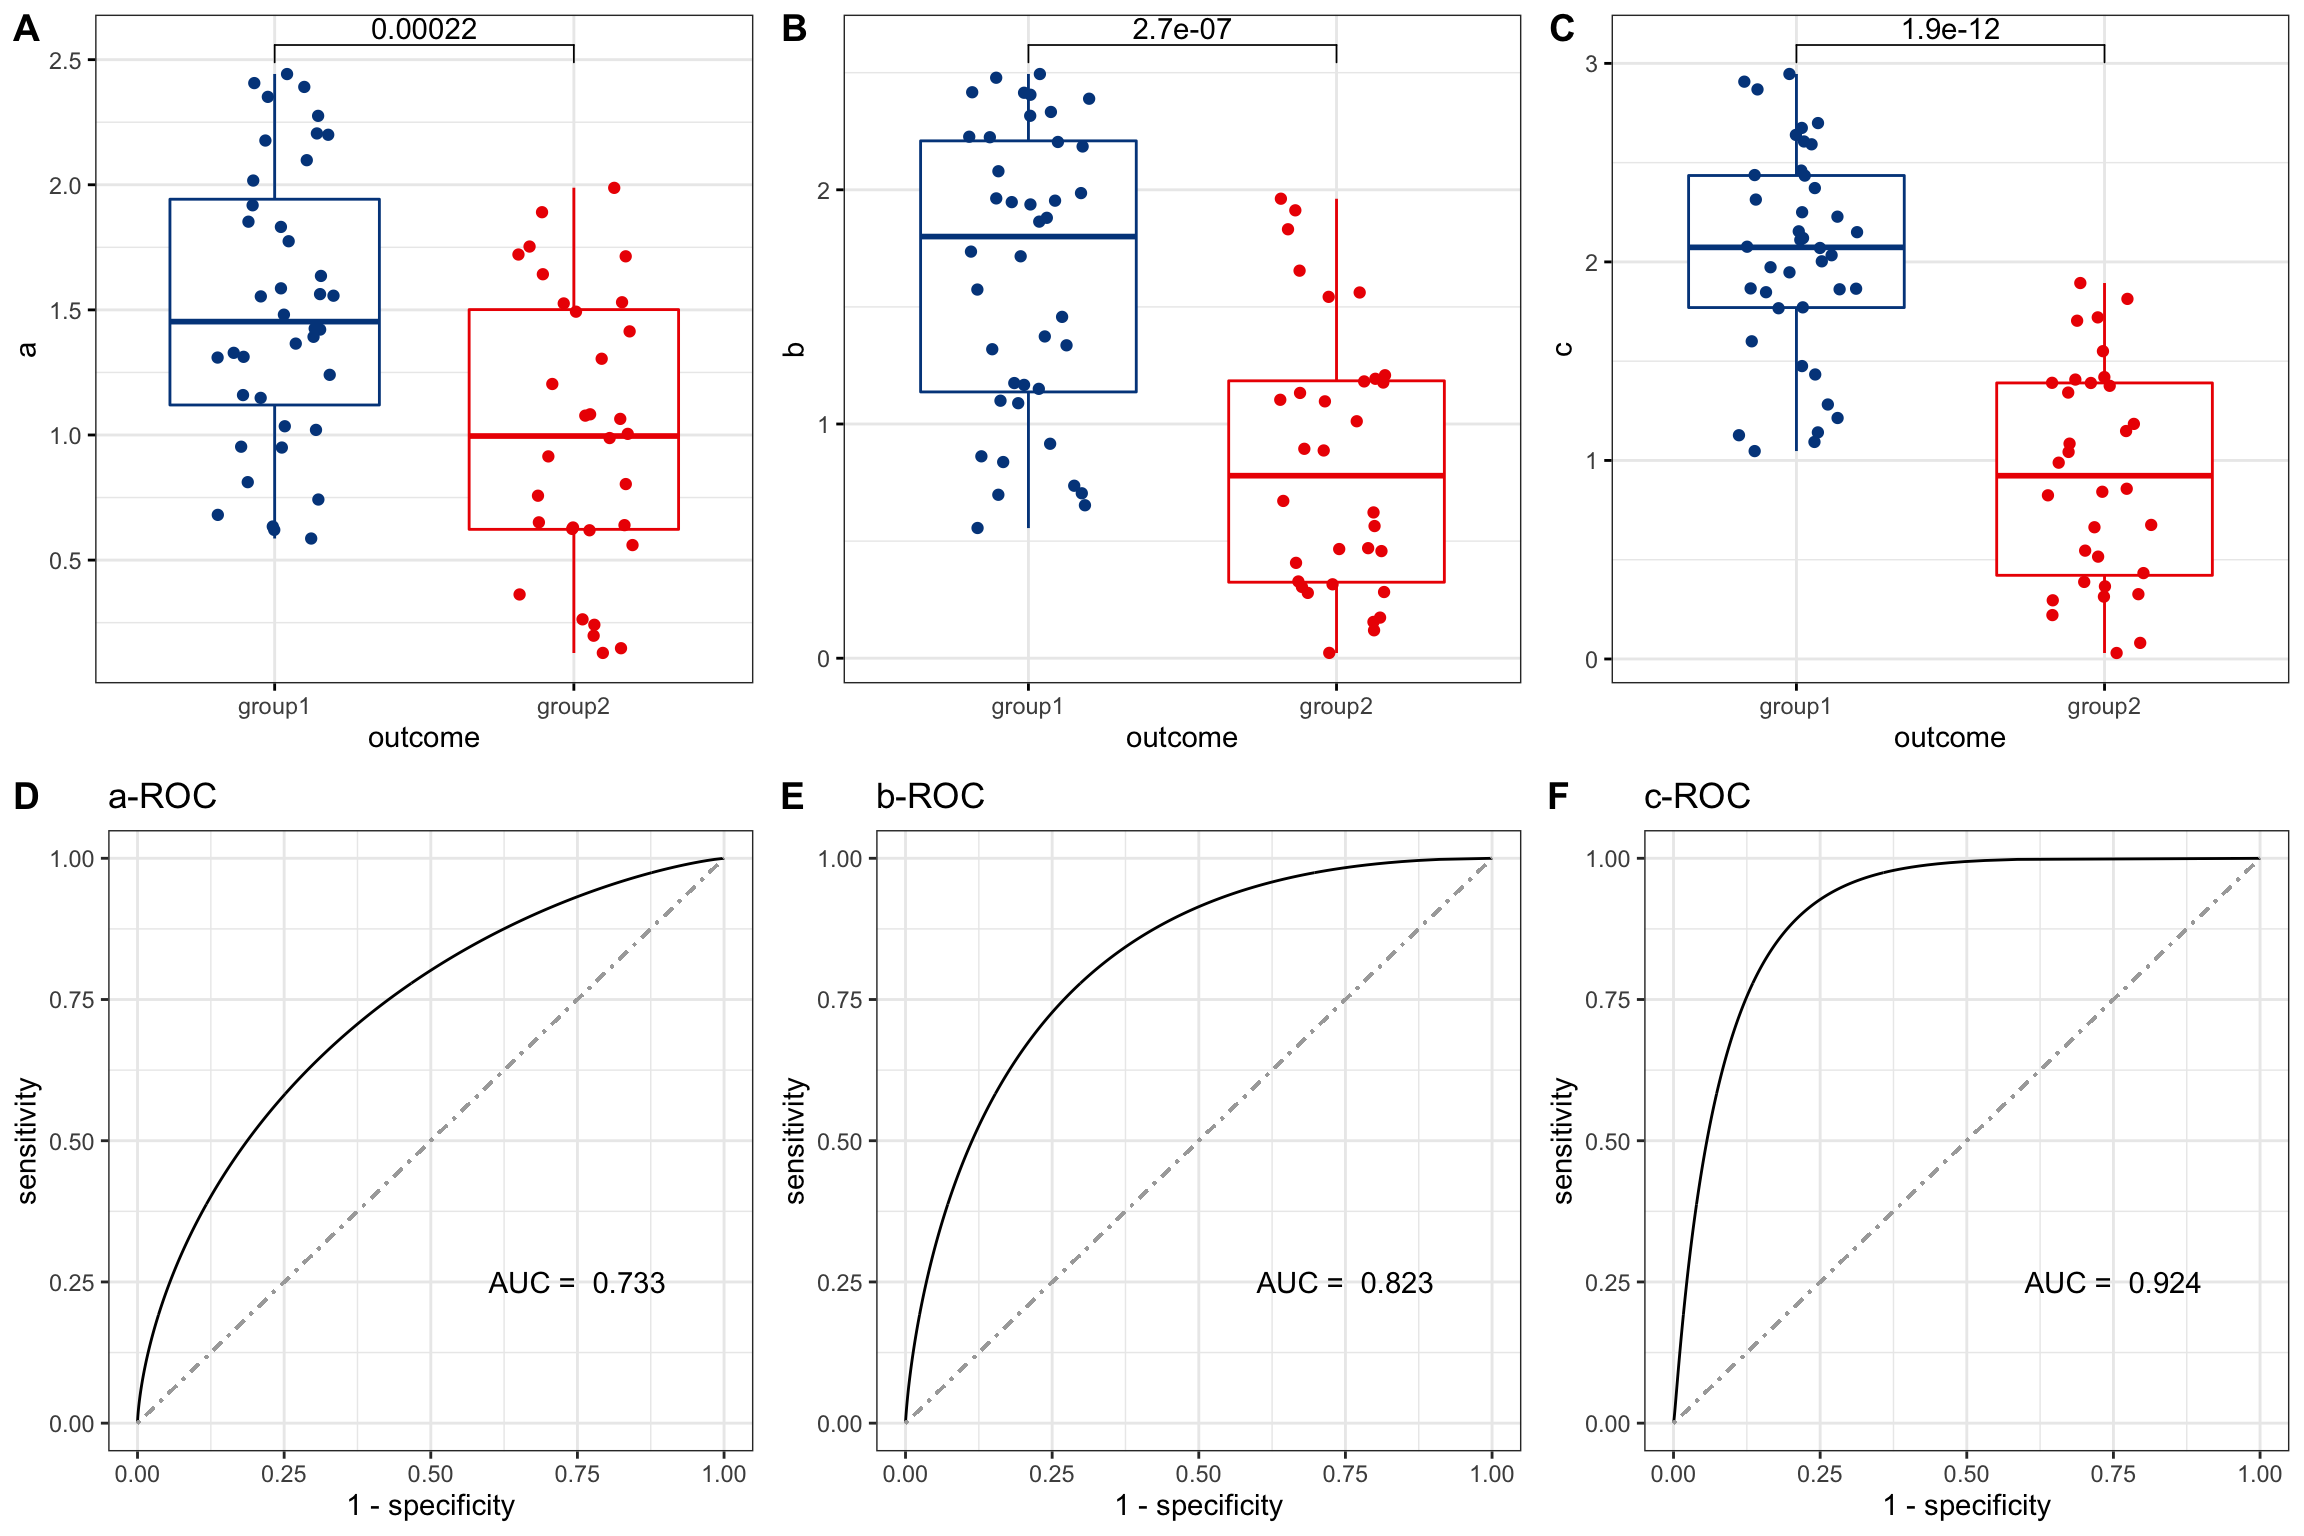 A
0.00022
2.5
2.0
1.5
1.0
0.5
a
group1
group2
outcome
B
2.7e-07
2
1
0
b
group1
group2
outcome
C
1.9e-12
3
2
1
0
c
group1
group2
outcome
D
a-ROC
1.00
0.75
0.50
0.25
0.00
sensitivity
AUC = 0.733
0.00 0.25 0.50 0.75 1.00
1 - specificity
E
b-ROC
1.00
0.75
0.50
0.25
0.00
sensitivity
AUC = 0.823
0.00 0.25 0.50 0.75 1.00
1 - specificity
F
c-ROC
1.00
0.75
0.50
0.25
0.00
sensitivity
AUC = 0.924
0.00 0.25 0.50 0.75 1.00
1 - specificity